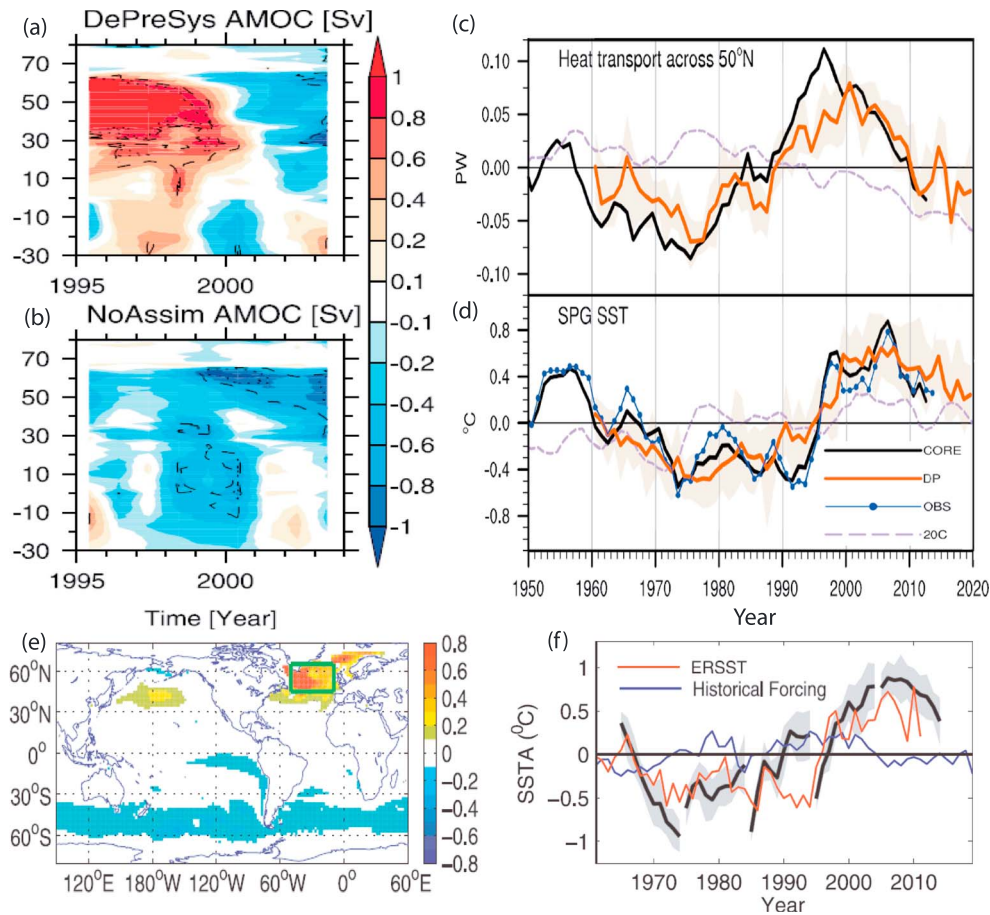 (a)
DePreSys AMOC [Sv]
70
50
30
10
-10
-30
1995
2000
1
0.8
0.6
0.4
0.2
0.1
-0.1
-0.2
-0.4
-0.6
-0.8
-1
(b)
NoAssim AMOC [Sv]
70
50
30
10
-10
-30
1995
2000
Time [Year]
(c)
Heat transport across 50°N
PW
0.10
0.05
0.00
-0.05
-0.10
(d)
SPG SST
°C
0.8
0.4
0.0
-0.4
-0.8
CORE
DP
OBS
20C
1950
1960
1970
1980
1990
2000
2010
2020
Year
(e)
60°N
30°N
0°
30°S
60°S
120°E
180°W
120°W
60°W
0°
60°E
0.8
0.6
0.4
0.2
0
-0.2
-0.4
-0.6
-0.8
(f)
ERSST
Historical Forcing
SSTA (°C)
1
0.5
0
−0.5
−1
1970
1980
1990
2000
2010
Year